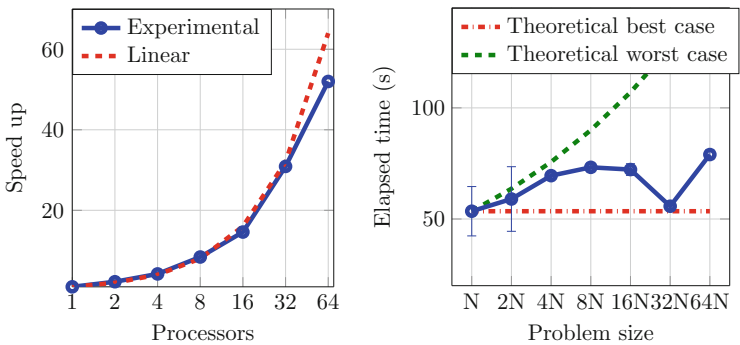 Experimental
Linear
60
40
20
Speed up
1 2 4 8 16 32 64
Processors
Theoretical best case
Theoretical worst case
100
50
Elapsed time (s)
N 2N 4N 8N 16N 32N 64N
Problem size